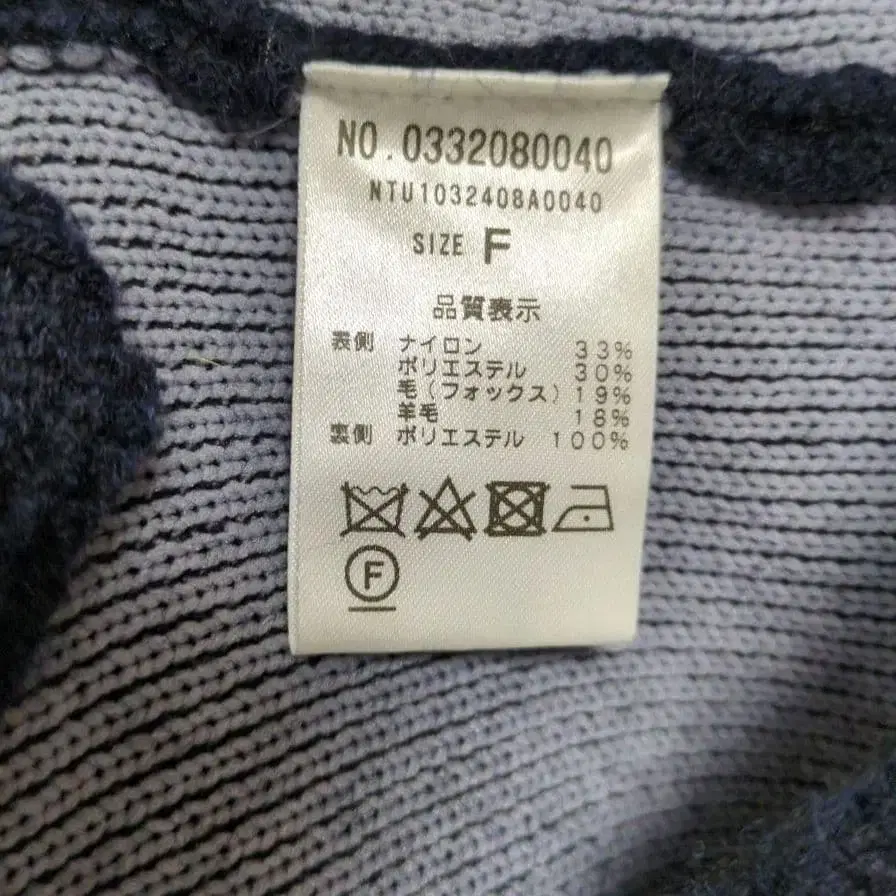 NO.0332080040
NTU1032408A0040
SIZE F
品質表示
表側 ナイロン 33%
ポリエステル 30%
毛(フォックス) 19%
羊毛 18%
裏側 ポリエステル 100%
F